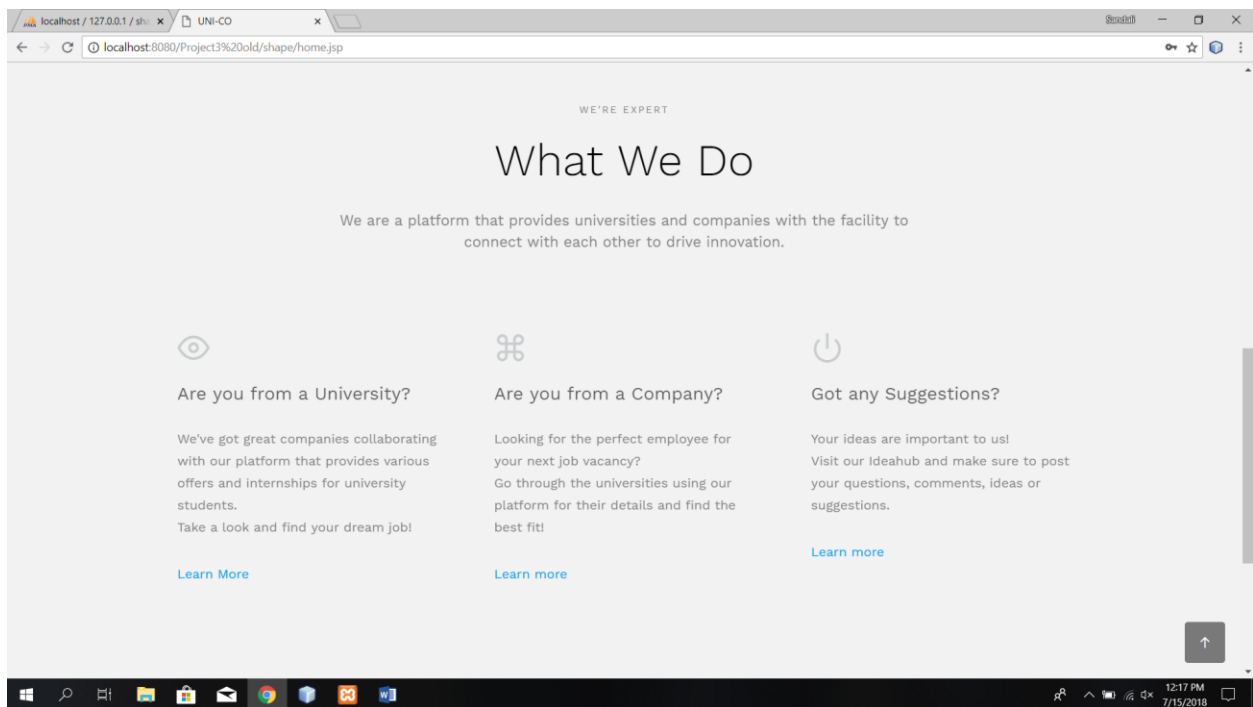 localhost / 127.0.0.1 / sh
UNI-CO
localhost:8080/Project3%20old/shape/home.jsp
WE'RE EXPERT
What We Do
We are a platform that provides universities and companies with the facility to
connect with each other to drive innovation.
Are you from a University?
We've got great companies collaborating
with our platform that provides various
offers and internships for university
students.
Take a look and find your dream job!
Learn More
Are you from a Company?
Looking for the perfect employee for
your next job vacancy?
Go through the universities using our
platform for their details and find the
best fit!
Learn more
Got any Suggestions?
Your ideas are important to us!
Visit our Ideahub and make sure to post
your questions, comments, ideas or
suggestions.
Learn more
12:17 PM
7/15/2018